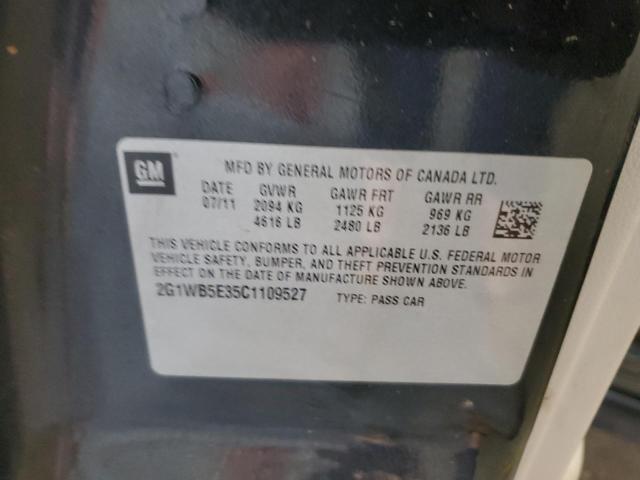 GM
MFD BY GENERAL MOTORS OF CANADA LTD.
DATE GVWR GAWR FRT GAWR RR
07/11 2094 KG 1125 KG 969 KG
4616 LB 2480 LB 2136 LB
THIS VEHICLE CONFORMS TO ALL APPLICABLE U.S. FEDERAL MOTOR
VEHICLE SAFETY, BUMPER, AND THEFT PREVENTION STANDARDS IN
EFFECT ON THE DATE OF MANUFACTURE SHOWN ABOVE.
2G1WB5E35C1109527 TYPE: PASS CAR